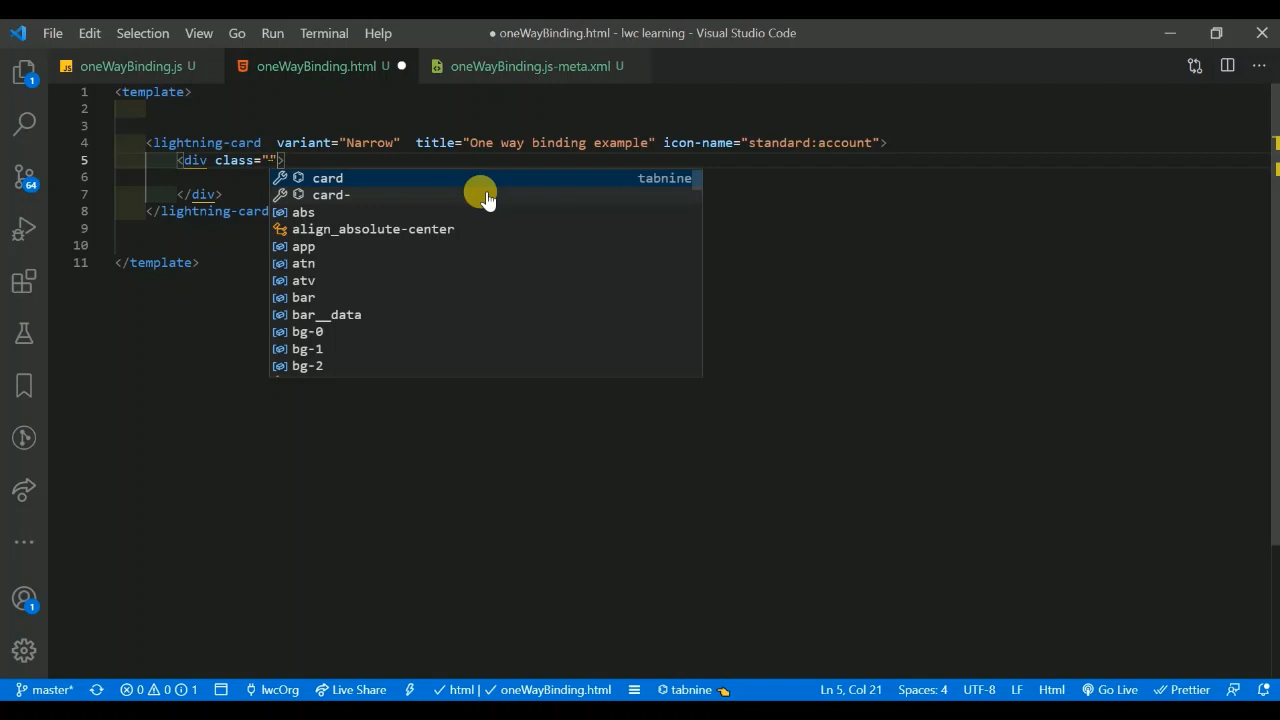 File Edit Selection View Go Run Terminal Help ● oneWayBinding.html - lwc learning - Visual Studio Code
JS oneWayBinding.js U oneWayBinding.html U ● oneWayBinding.js-meta.xml U
1 <template>
2
3
4 <lightning-card variant="Narrow" title="One way binding example" icon-name="standard:account">
5 <div class="">
6
7 </div>
8 </lightning-card
9
10
11 </template>
card tabnine
card-
abs
align_absolute-center
app
atn
atv
bar
bar__data
bg-0
bg-1
bg-2
1
64
1
master* 0 0 1 lwcOrg Live Share html | oneWayBinding.html tabnine Ln 5, Col 21 Spaces: 4 UTF-8 LF Html Go Live Prettier